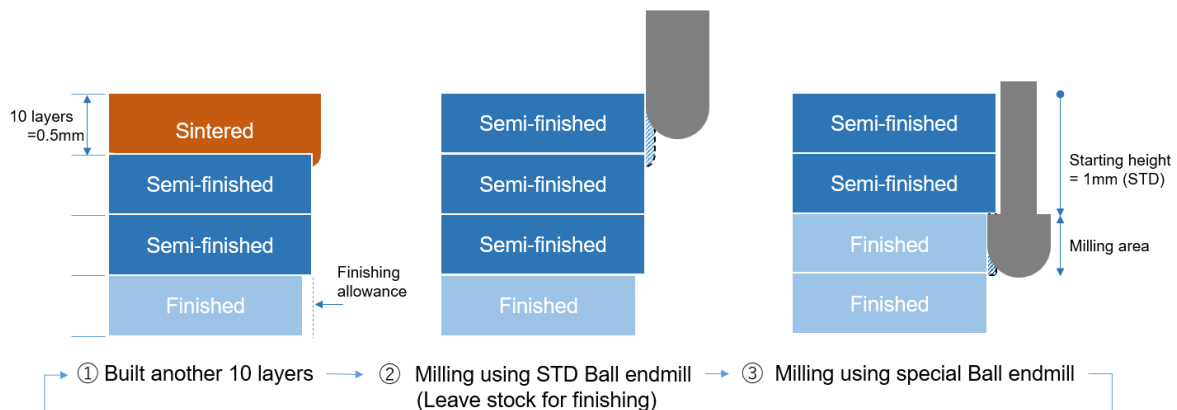 10 layers
=0.5mm
Sintered
Semi-finished
Semi-finished
Finished
Finishing
allowance
Semi-finished
Semi-finished
Semi-finished
Finished
Semi-finished
Semi-finished
Finished
Finished
Starting height
= 1mm (STD)
Milling area
① Built another 10 layers
② Milling using STD Ball endmill
(Leave stock for finishing)
③ Milling using special Ball endmill